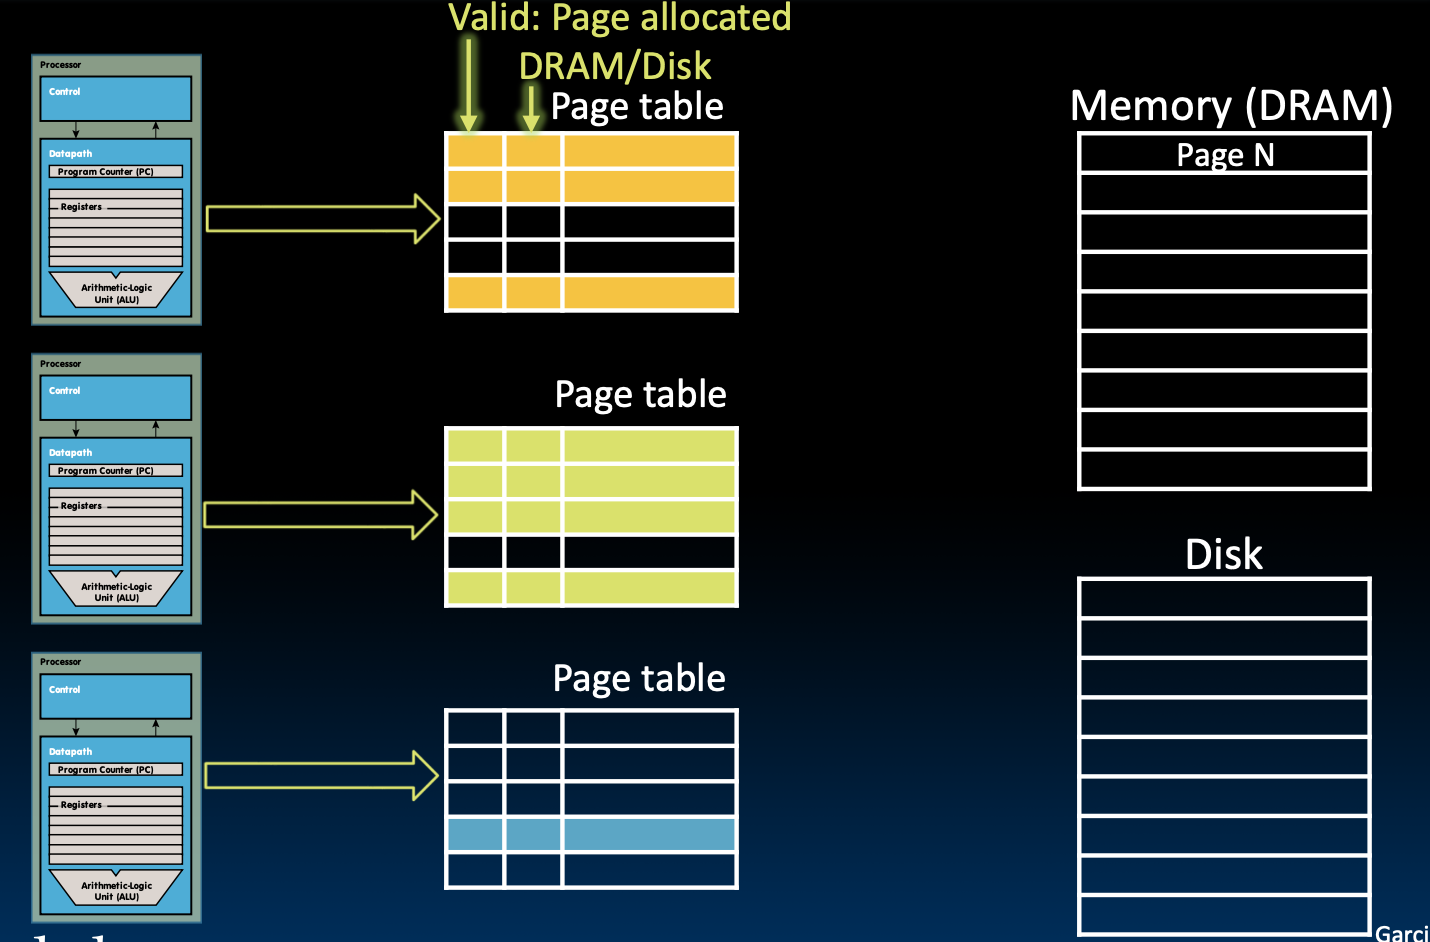 Valid: Page allocated
DRAM/Disk
Page table
Memory (DRAM)
Page N
Processor
Control
Datapath
Program Counter (PC)
Registers
Arithmetic-Logic
Unit (ALU)
Page table
Processor
Control
Datapath
Program Counter (PC)
Registers
Arithmetic-Logic
Unit (ALU)
Disk
Page table
Processor
Control
Datapath
Program Counter (PC)
Registers
Arithmetic-Logic
Unit (ALU)
Garci